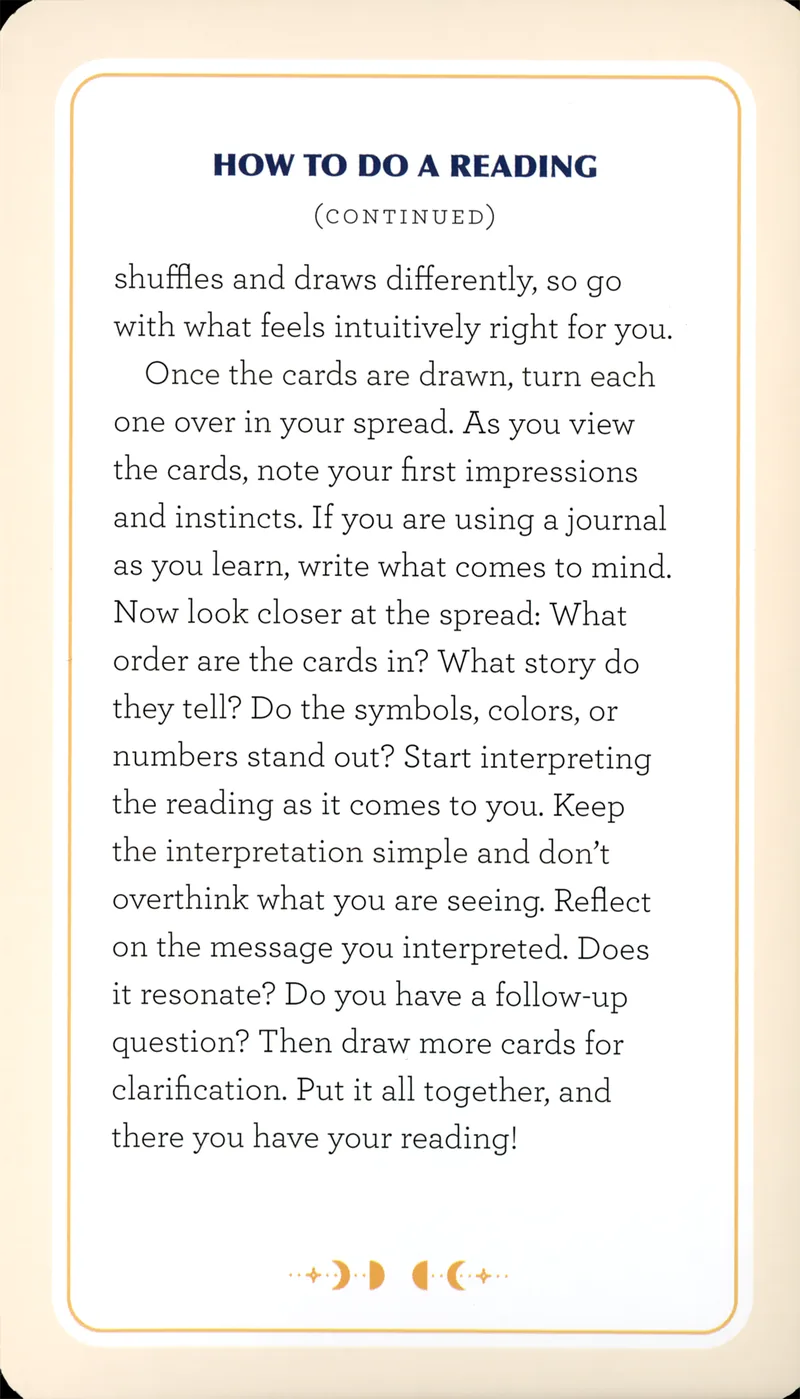 HOW TO DO A READING
(CONTINUED)
shuffles and draws differently, so go
with what feels intuitively right for you.
Once the cards are drawn, turn each
one over in your spread. As you view
the cards, note your first impressions
and instincts. If you are using a journal
as you learn, write what comes to mind.
Now look closer at the spread: What
order are the cards in? What story do
they tell? Do the symbols, colors, or
numbers stand out? Start interpreting
the reading as it comes to you. Keep
the interpretation simple and don’t
overthink what you are seeing. Reflect
on the message you interpreted. Does
it resonate? Do you have a follow-up
question? Then draw more cards for
clarification. Put it all together, and
there you have your reading!